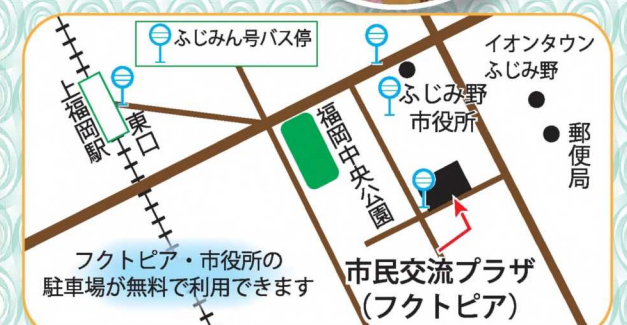 ふじみん号バス停
イオンタウン
ふじみ野
上福岡駅
東口
福岡中央公園
ふじみ野
市役所
郵便局
フクトピア・市役所の
駐車場が無料で利用できます
市民交流プラザ
（フクトピア）